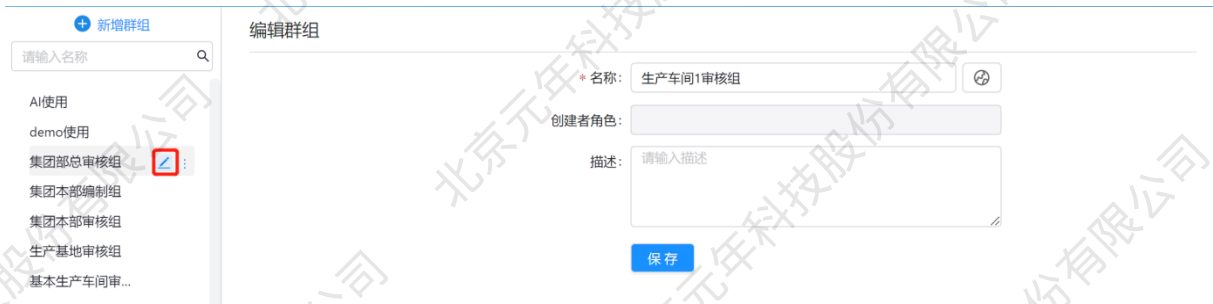 新增群组
请输入名称
AI使用
demo使用
集团部总审核组
集团本部编制组
集团本部审核组
生产基地审核组
基本生产车间审...
编辑群组
* 名称: 生产车间1审核组
创建者角色:
描述: 请输入描述
保存
北京元年科技股份有限公司